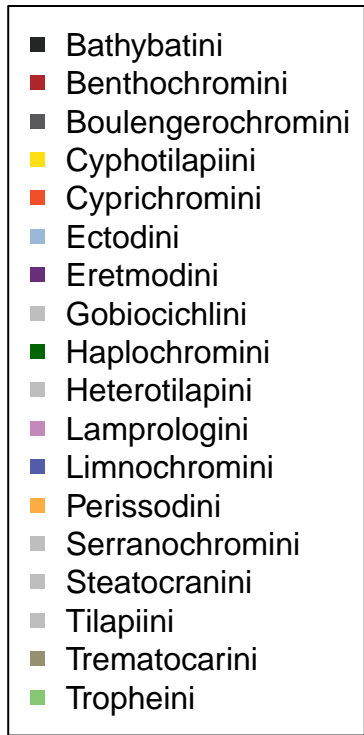 Bathybatini
Benthochromini
Boulengerochromini
Cyphotilapiini
Cyprichromini
Ectodini
Eretmodini
Gobiocichlini
Haplochromini
Heterotilapini
Lamprologini
Limnochromini
Perissodini
Serranochromini
Steatocranini
Tilapiini
Trematocarini
Tropheini